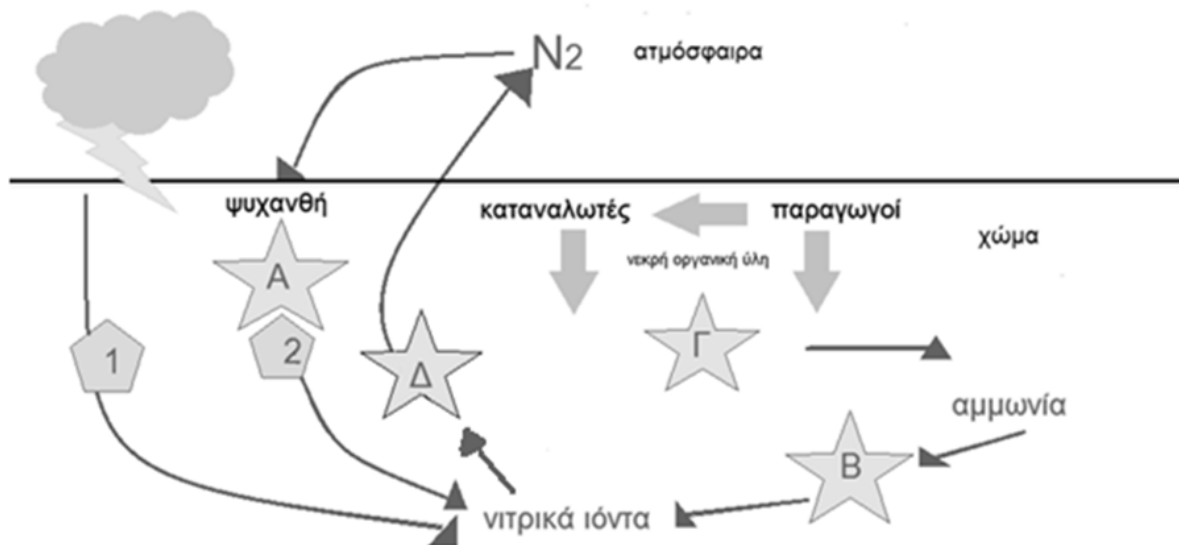 N2 ατμόσφαιρα
ψυχανθή καταναλωτές παραγωγοί
χώμα
νεκρή οργανική ύλη
Α
1 2 Δ Γ
αμμωνία
Β
νιτρικά ιόντα